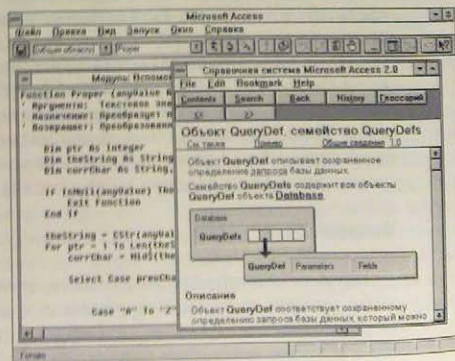 Microsoft Access
Файл Правка Вид Запуск Окно Справка
(общая область) Proper
Модуль: Вспомог
Function Proper (anyValue
' Аргументы: Текстовое зна
' Назначение: Преобразует п
' Возвращает: Преобразованно
Dim ptr As Integer
Dim theString As String
Dim currChar As String,
If IsNull(anyValue) The
Exit Function
End If
theString = CStr(anyVal
For ptr = 1 To Len(theS
currChar = Mid$(the
Select Case prevCha
Case "A" To "Z"
Справочная система Microsoft Access 2.0
File Edit Bookmark Help
Contents Search Back History Глоссарий
<< >>
Объект QueryDef, семейство QueryDefs
См. также Пример Общие сведения 1.0
Объект QueryDef описывает сохраненное
определение запроса базы данных.
Семейство QueryDefs содержит все объекты
QueryDef объекта Database.
Database
QueryDefs
QueryDef Parameters Fields
Описание
Объект QueryDef соответствует сохраненному
определению запроса базы данных, который можно
Готово